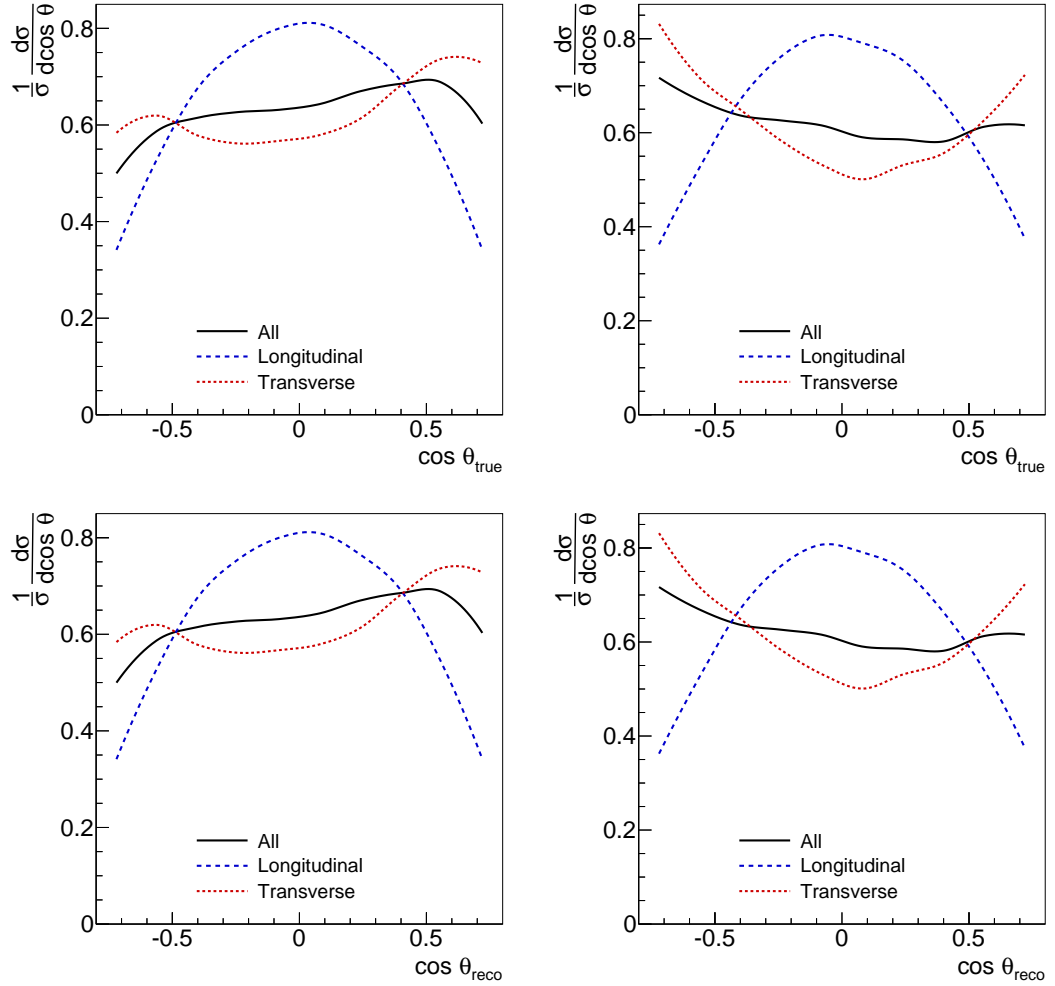 1/σ dσ/dcos θ
0.8
0.6
0.4
0.2
0
All
Longitudinal
Transverse
-0.5 0 0.5
cos θtrue
1/σ dσ/dcos θ
0.8
0.6
0.4
0.2
0
All
Longitudinal
Transverse
-0.5 0 0.5
cos θtrue
1/σ dσ/dcos θ
0.8
0.6
0.4
0.2
0
All
Longitudinal
Transverse
-0.5 0 0.5
cos θreco
1/σ dσ/dcos θ
0.8
0.6
0.4
0.2
0
All
Longitudinal
Transverse
-0.5 0 0.5
cos θreco